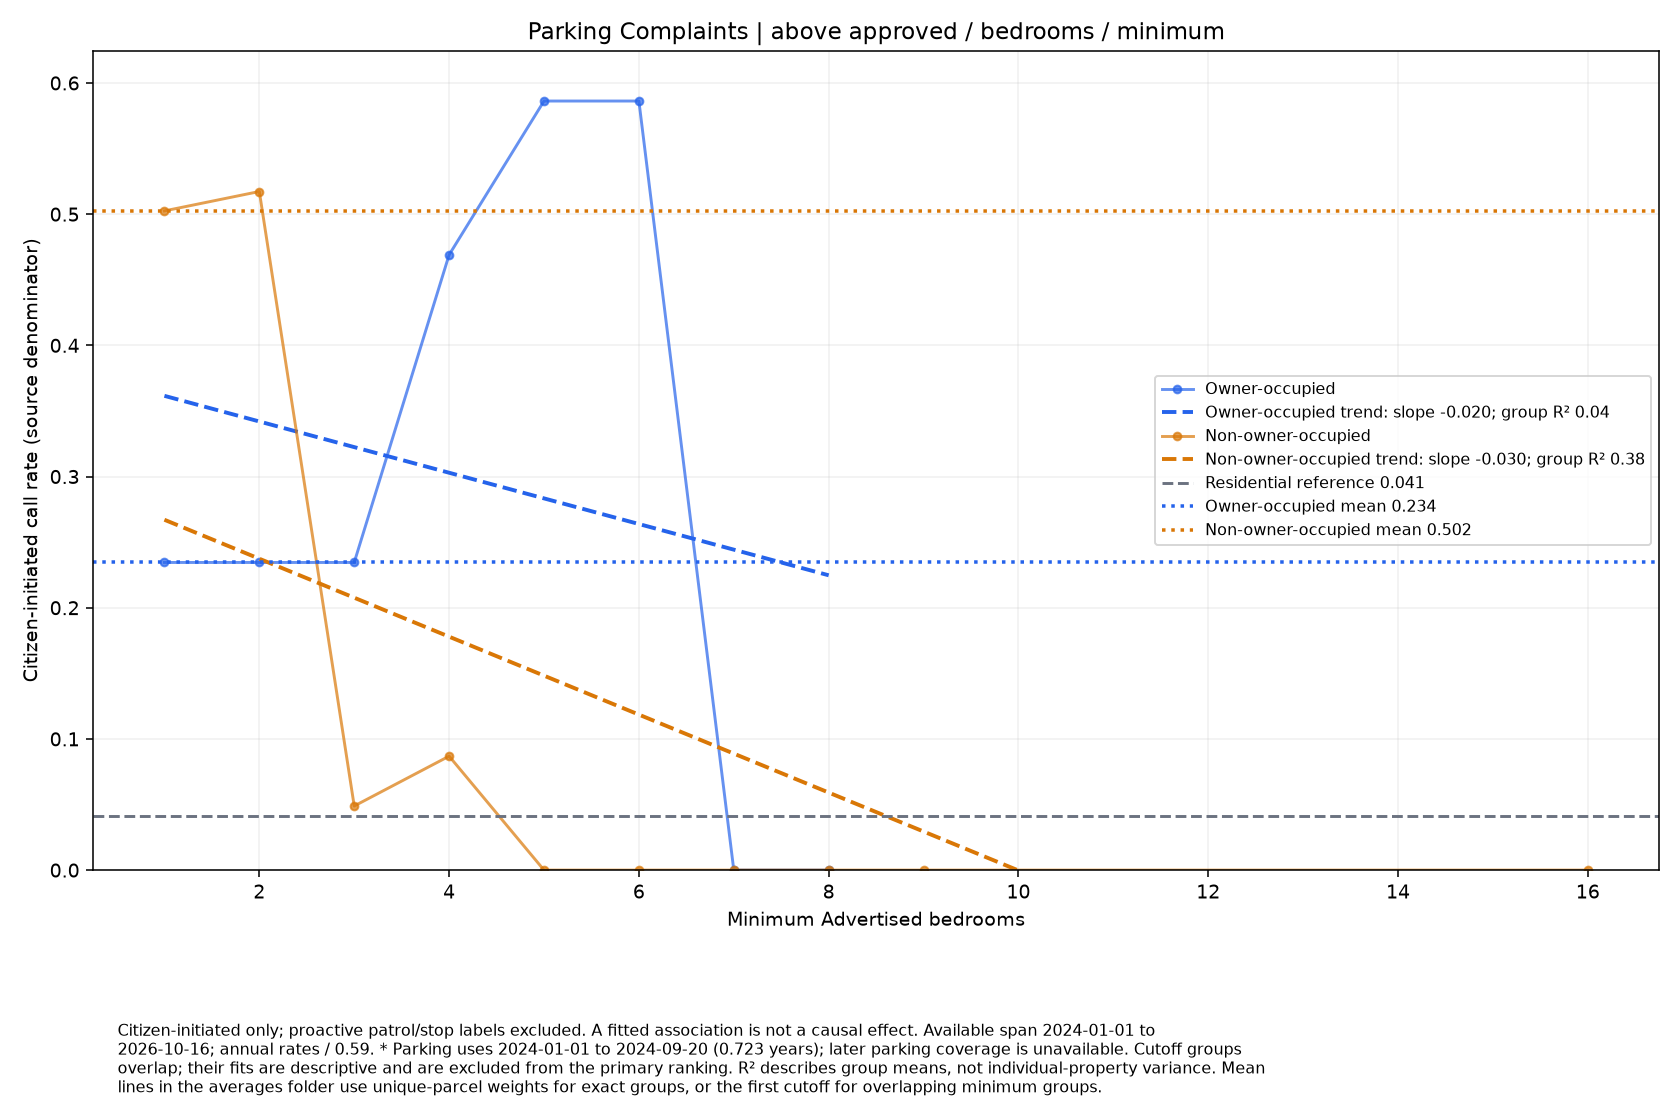 Parking Complaints | above approved / bedrooms / minimum
Citizen-initiated call rate (source denominator)
0.6
0.5
0.4
0.3
0.2
0.1
0.0
Owner-occupied
Owner-occupied trend: slope -0.020; group R² 0.04
Non-owner-occupied
Non-owner-occupied trend: slope -0.030; group R² 0.38
Residential reference 0.041
Owner-occupied mean 0.234
Non-owner-occupied mean 0.502
2 4 6 8 10 12 14 16
Minimum Advertised bedrooms
Citizen-initiated only; proactive patrol/stop labels excluded. A fitted association is not a causal effect. Available span 2024-01-01 to
2026-10-16; annual rates / 0.59. * Parking uses 2024-01-01 to 2024-09-20 (0.723 years); later parking coverage is unavailable. Cutoff groups
overlap; their fits are descriptive and are excluded from the primary ranking. R² describes group means, not individual-property variance. Mean
lines in the averages folder use unique-parcel weights for exact groups, or the first cutoff for overlapping minimum groups.